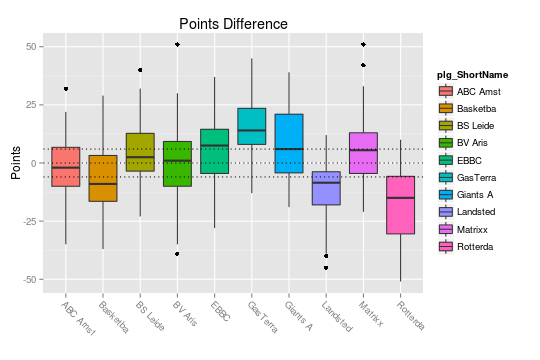 Points Difference
Points
50
25
0
-25
-50
ABC Amst
Basketba
BS Leide
BV Aris
EBBC
GasTerra
Giants A
Landsted
Matrixx
Rotterda
plg_ShortName
ABC Amst
Basketba
BS Leide
BV Aris
EBBC
GasTerra
Giants A
Landsted
Matrixx
Rotterda